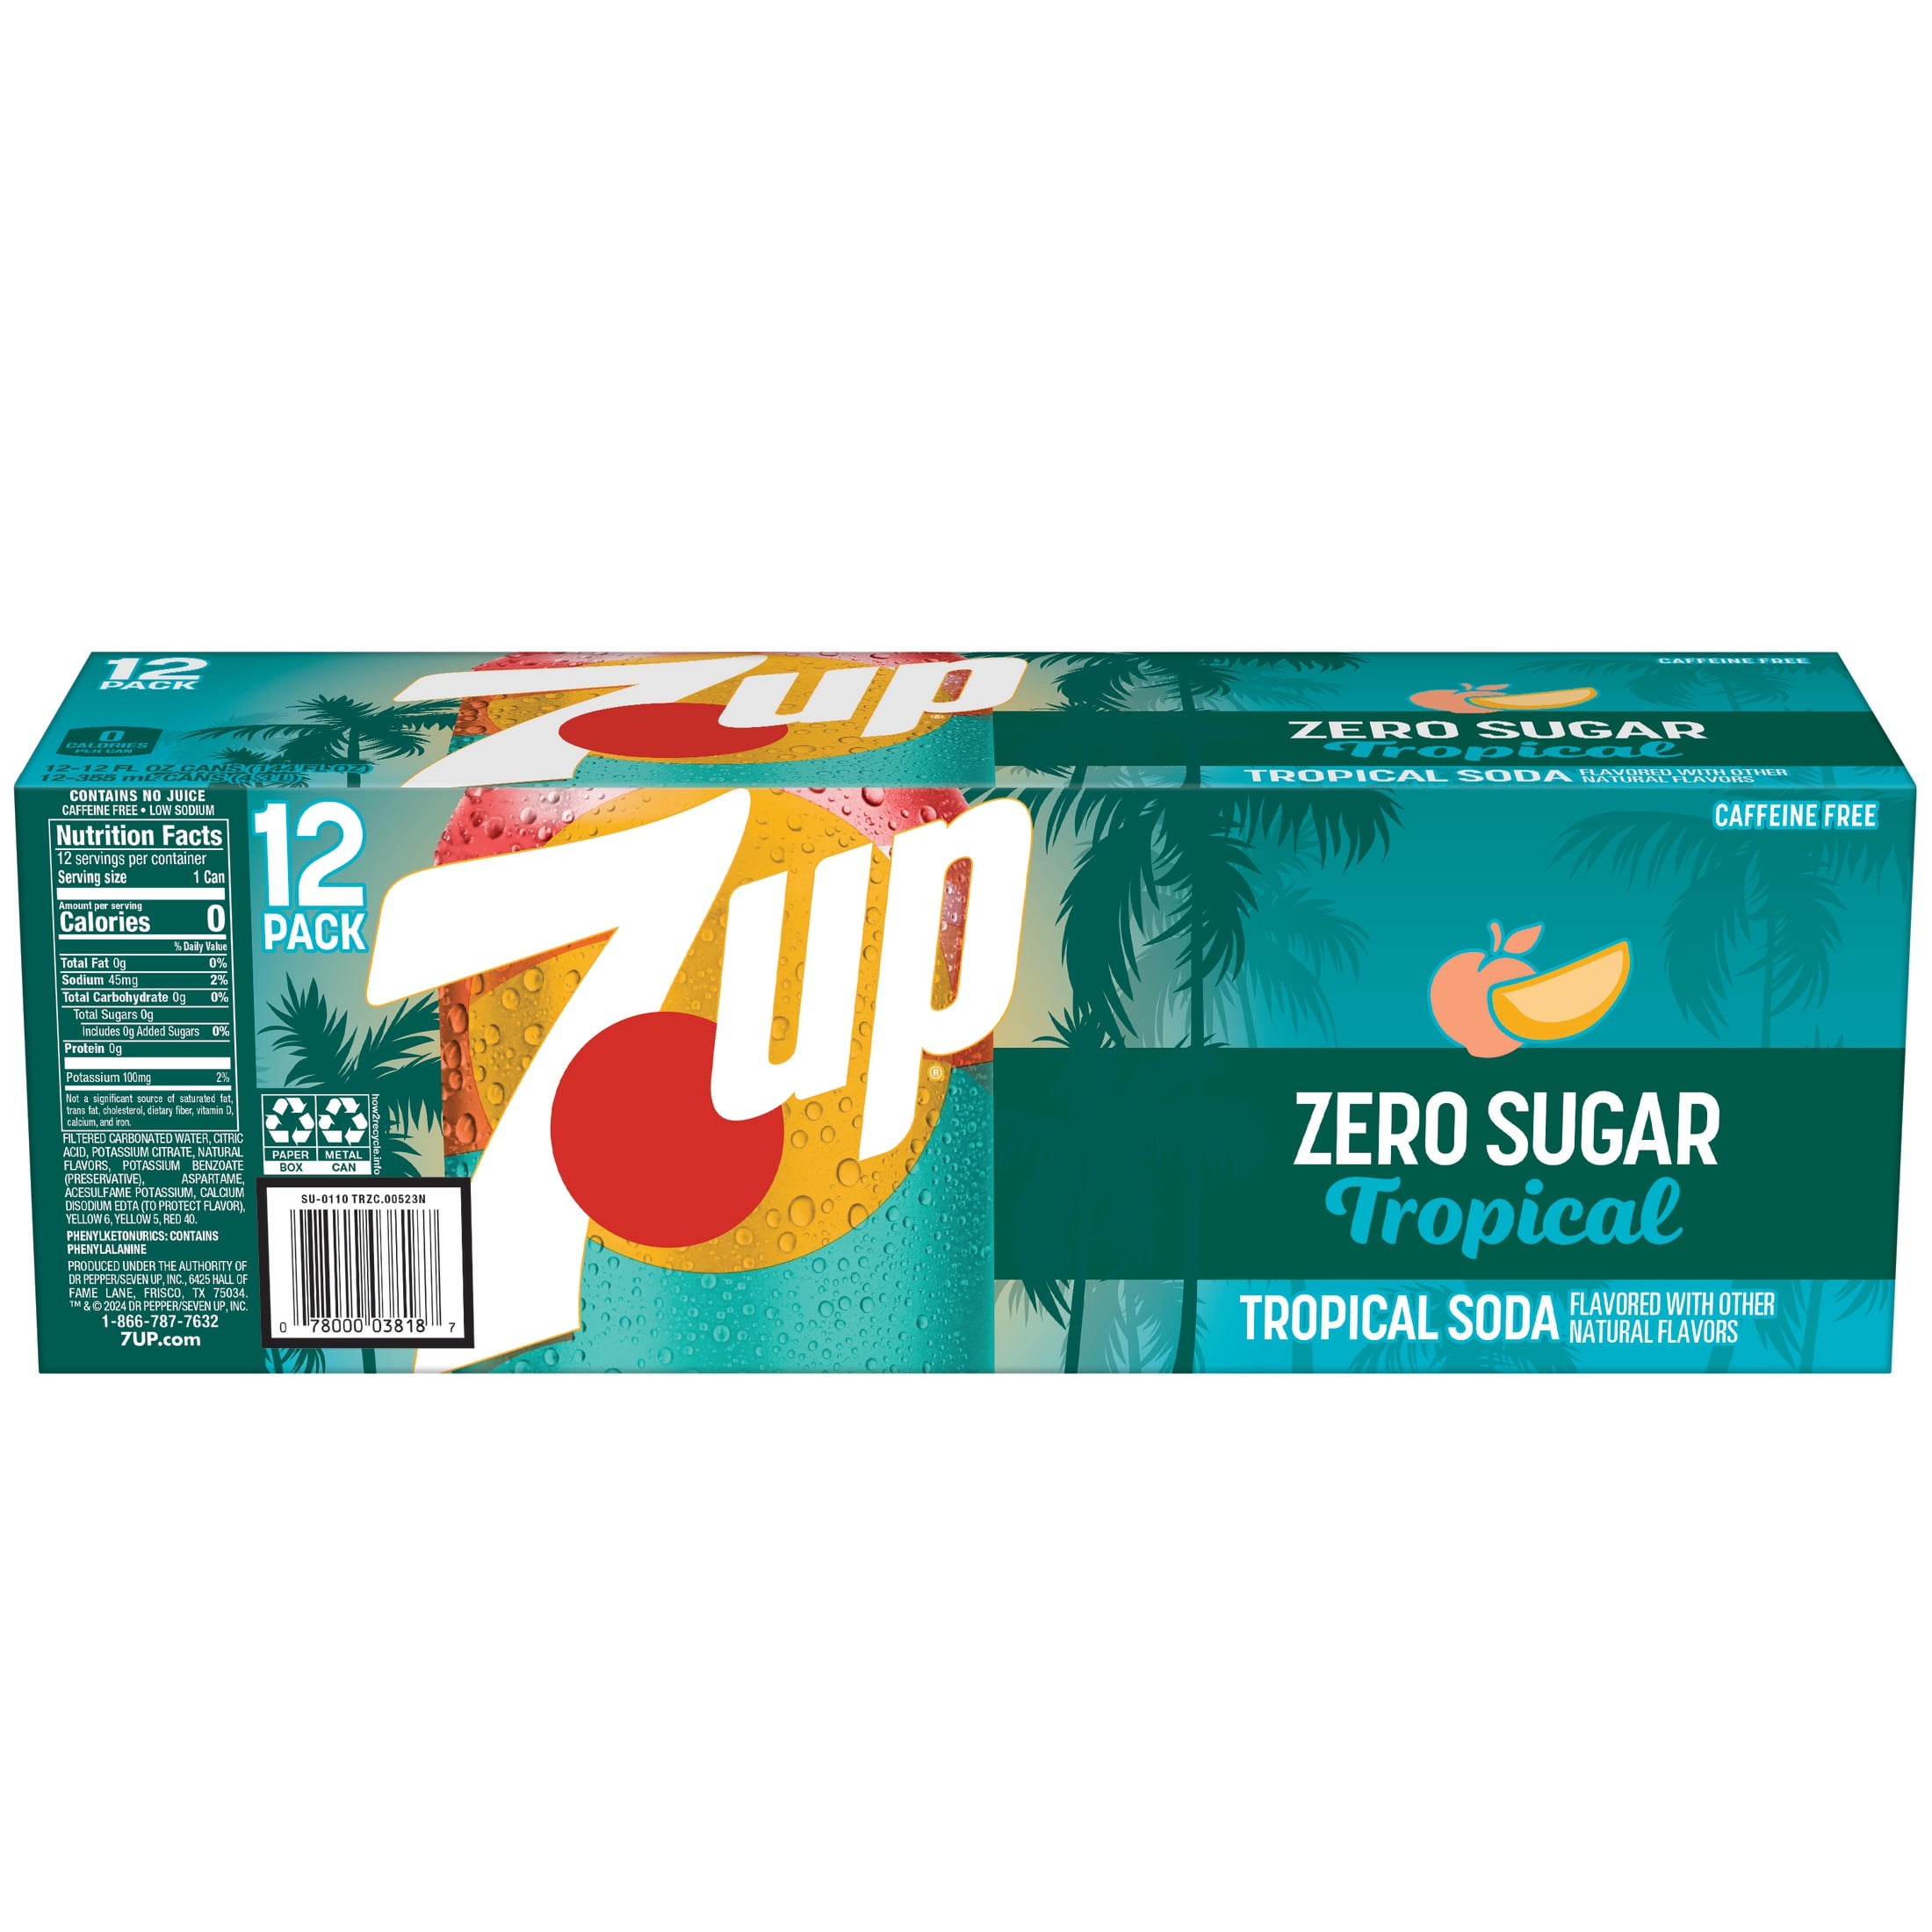 12
PACK
0
CALORIES
PER CAN
12-12 FL OZ CANS (144 FL OZ)
12-355 mL CANS (4.3 L)
7up
®
CAFFEINE FREE
ZERO SUGAR
Tropical
TROPICAL SODA FLAVORED WITH OTHER
NATURAL FLAVORS
CONTAINS NO JUICE
CAFFEINE FREE • LOW SODIUM
Nutrition Facts
12 servings per container
Serving size 1 Can
Amount per serving
Calories 0
% Daily Value
Total Fat 0g 0%
Sodium 45mg 2%
Total Carbohydrate 0g 0%
Total Sugars 0g
Includes 0g Added Sugars 0%
Protein 0g
Potassium 100mg 2%
Not a significant source of saturated fat,
trans fat, cholesterol, dietary fiber, vitamin D,
calcium, and iron.
FILTERED CARBONATED WATER, CITRIC
ACID, POTASSIUM CITRATE, NATURAL
FLAVORS, POTASSIUM BENZOATE
(PRESERVATIVE), ASPARTAME,
ACESULFAME POTASSIUM, CALCIUM
DISODIUM EDTA (TO PROTECT FLAVOR),
YELLOW 6, YELLOW 5, RED 40.
PHENYLKETONURICS: CONTAINS
PHENYLALANINE
PRODUCED UNDER THE AUTHORITY OF
DR PEPPER/SEVEN UP, INC., 6425 HALL OF
FAME LANE, FRISCO, TX 75034.
™ & © 2024 DR PEPPER/SEVEN UP, INC.
1-866-787-7632
7UP.com
12
PACK
how2recycle.info
PAPER METAL
BOX CAN
SU-0110 TRZC.00523N
0 78000 03818 7
7up
®
CAFFEINE FREE
ZERO SUGAR
Tropical
TROPICAL SODA FLAVORED WITH OTHER
NATURAL FLAVORS